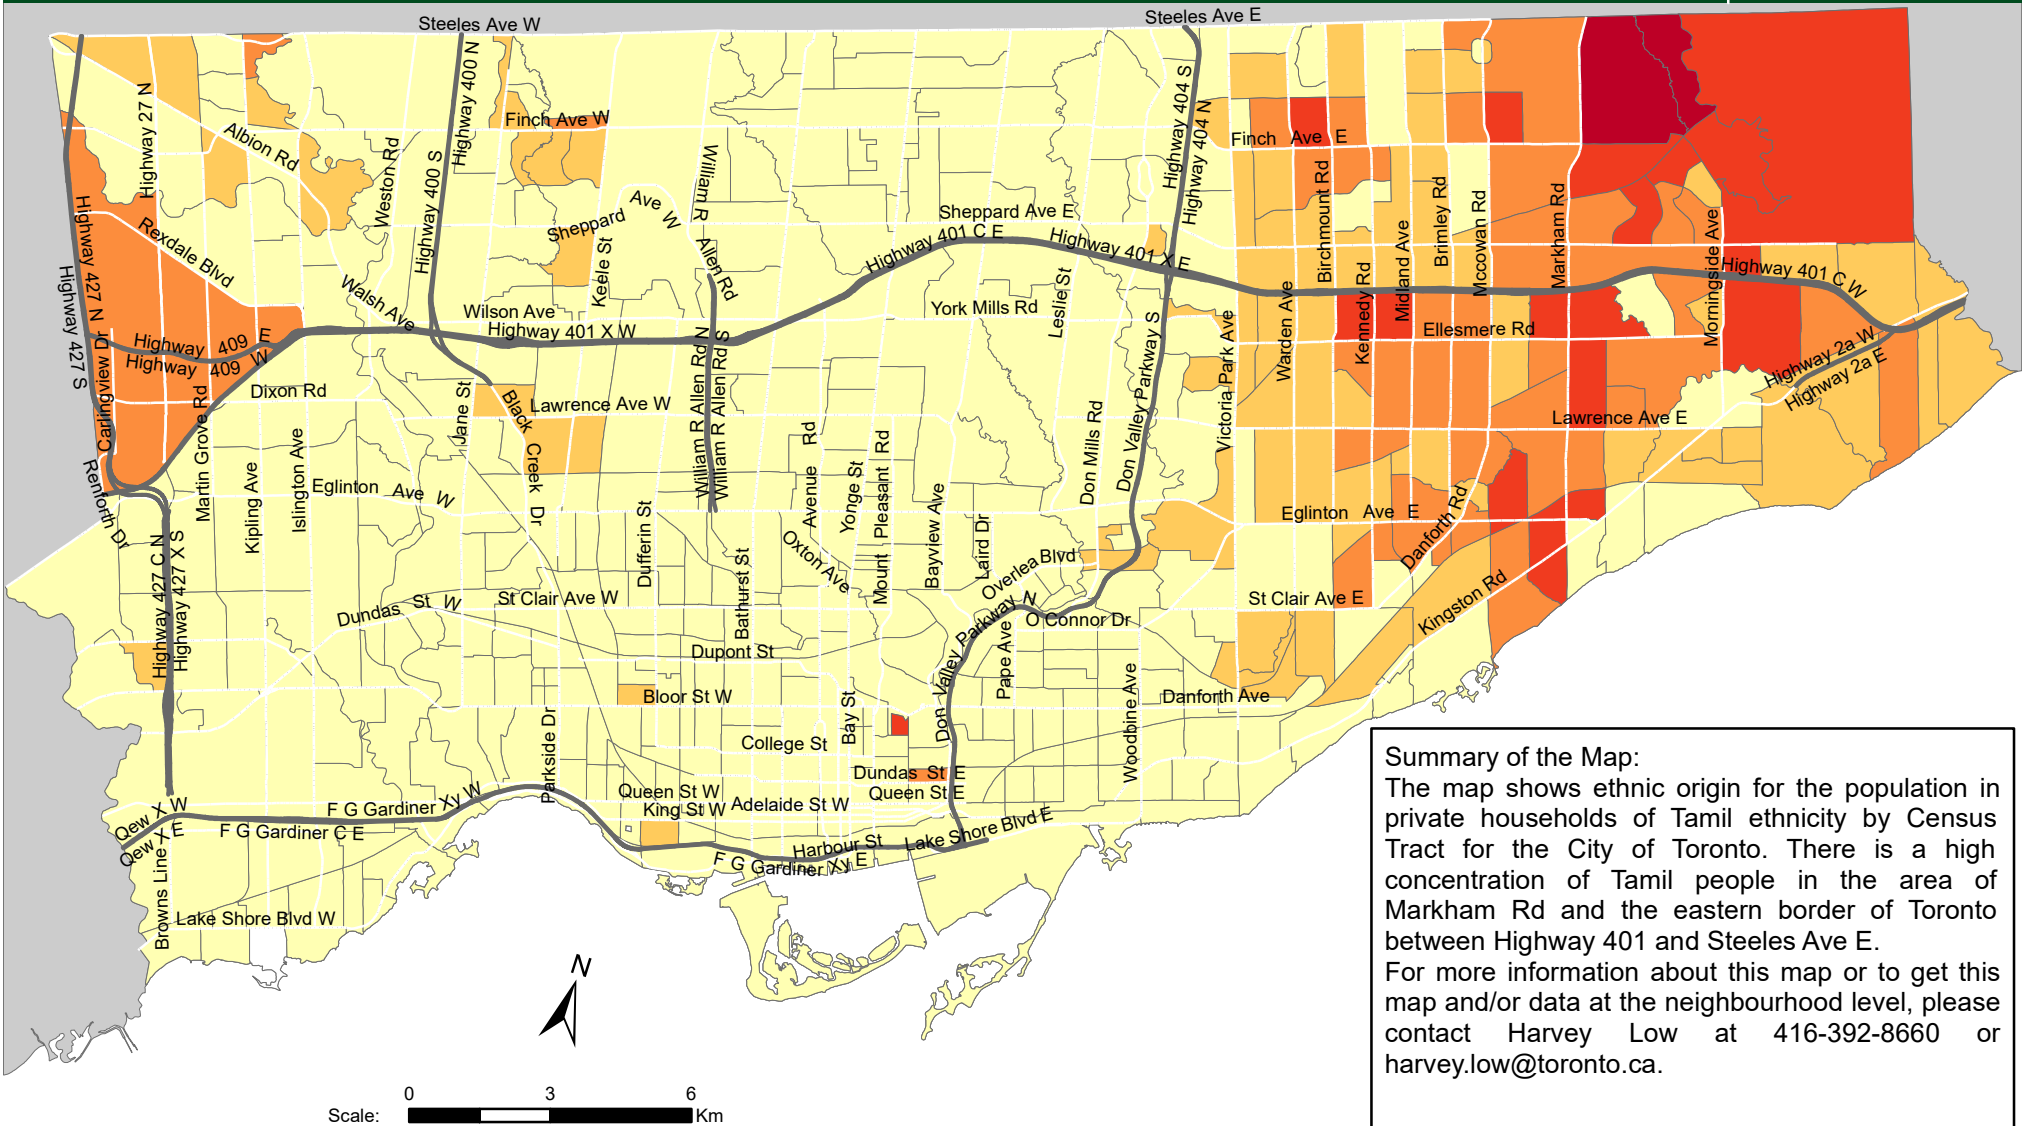 Steeles Ave W
Steeles Ave E
Highway 400 N
Highway 404 S
Highway 404 N
Highway 27 N
Finch Ave W
Finch Ave E
Albion Rd
Weston Rd
Highway 400 S
William R
Allen Rd
Sheppard Ave W
Keele St
Sheppard Ave E
Highway 401 C E
Highway 401 X E
Birchmount Rd
Midland Ave
Brimley Rd
Mccowan Rd
Markham Rd
Morningside Ave
Highway 401 C W
Highway 427 N
Highway 427 S
Rexdale Blvd
Walsh Ave
Wilson Ave
Highway 401 X W
York Mills Rd
Leslie St
Warden Ave
Kennedy Rd
Ellesmere Rd
Highway 2a W
Highway 2a E
Highway 409 E
Highway 409 W
Carlingview Dr
Dixon Rd
Martin Grove Rd
Jane St
Black Creek Dr
Lawrence Ave W
William R Allen Rd N
William R Allen Rd S
Don Mills Rd
Don Valley Parkway S
Victoria Park Ave
Lawrence Ave E
Renforth Dr
Kipling Ave
Islington Ave
Eglinton Ave W
Avenue Rd
Yonge St
Mount Pleasant Rd
Bayview Ave
Laird Dr
Eglinton Ave E
Danforth Rd
Highway 427 C N
Highway 427 X S
Dufferin St
Bathurst St
Oxton Ave
Overlea Blvd
Dundas St W
St Clair Ave W
St Clair Ave E
Kingston Rd
Don Valley Parkway N
O Connor Dr
Dupont St
Pape Ave
Bloor St W
Danforth Ave
Woodbine Ave
Parkside Dr
Bay St
College St
Dundas St E
Queen St W
Queen St E
King St W
Adelaide St W
Qew X W
Qew X E
F G Gardiner Xy W
F G Gardiner C E
Harbour St
Lake Shore Blvd E
F G Gardiner Xy E
Browns Line
Lake Shore Blvd W
Summary of the Map:
The map shows ethnic origin for the population in
private households of Tamil ethnicity by Census
Tract for the City of Toronto. There is a high
concentration of Tamil people in the area of
Markham Rd and the eastern border of Toronto
between Highway 401 and Steeles Ave E.
For more information about this map or to get this
map and/or data at the neighbourhood level, please
contact Harvey Low at 416-392-8660 or
harvey.low@toronto.ca.
N
0 3 6
Scale: Km